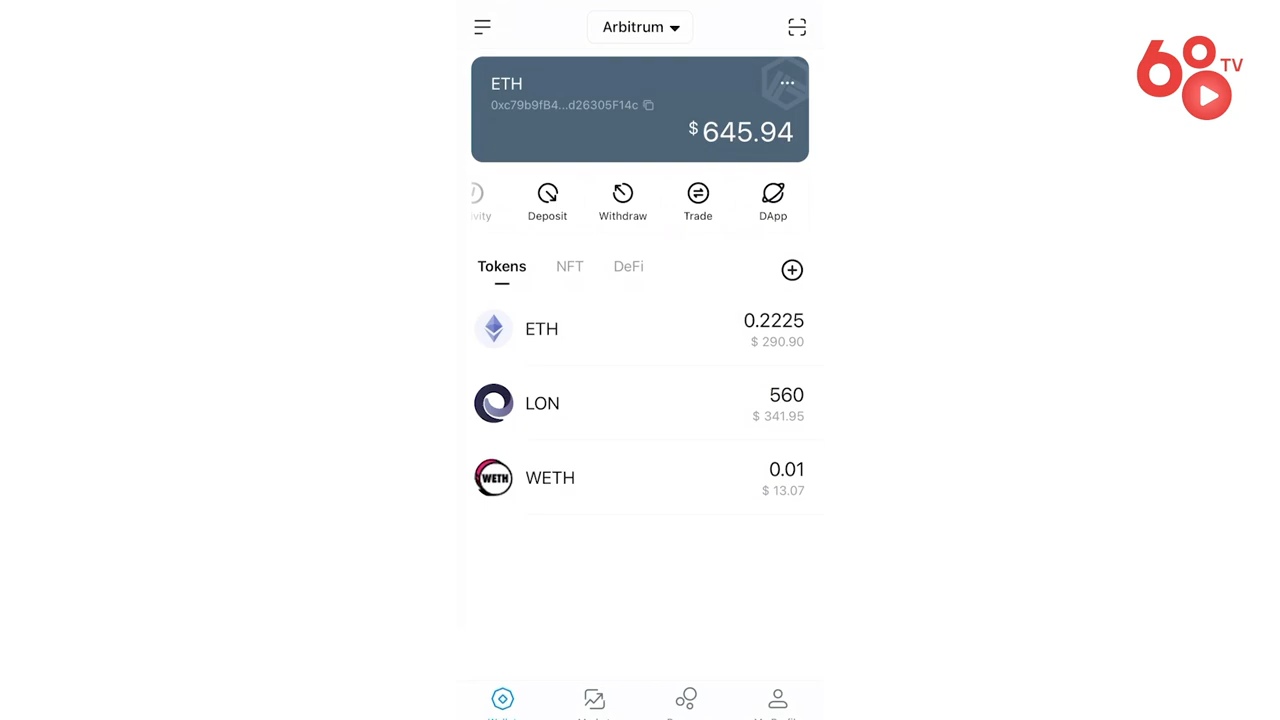 Arbitrum
68
TV
ETH
0xc79b9fB4...d26305F14c
$ 645.94
Deposit
Withdraw
Trade
DApp
Tokens
NFT
DeFi
ETH
0.2225
$ 290.90
LON
560
$ 341.95
WETH
WETH
0.01
$ 13.07